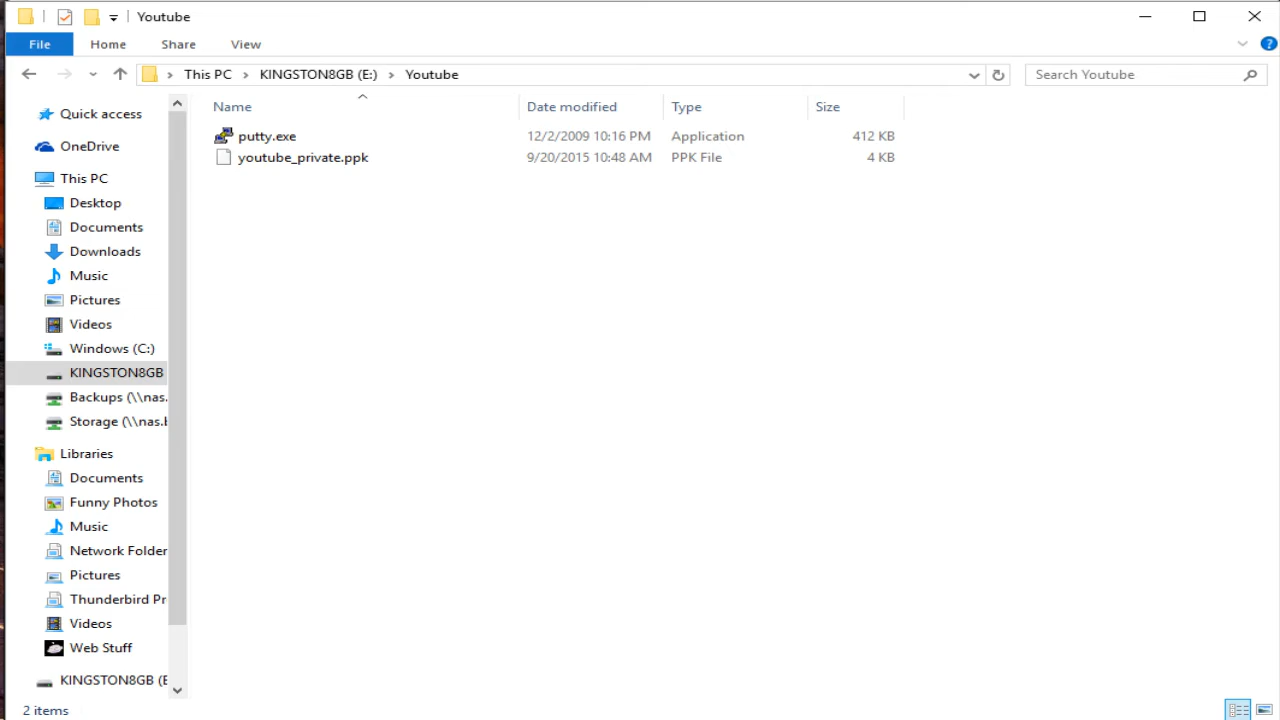 Youtube
File Home Share View
This PC > KINGSTON8GB (E:) > Youtube
Search Youtube
Name Date modified Type Size
putty.exe 12/2/2009 10:16 PM Application 412 KB
youtube_private.ppk 9/20/2015 10:48 AM PPK File 4 KB
Quick access
OneDrive
This PC
Desktop
Documents
Downloads
Music
Pictures
Videos
Windows (C:)
KINGSTON8GB
Backups (\\nas.
Storage (\\nas.b
Libraries
Documents
Funny Photos
Music
Network Folder
Pictures
Thunderbird Pr
Videos
Web Stuff
KINGSTON8GB (E
2 items